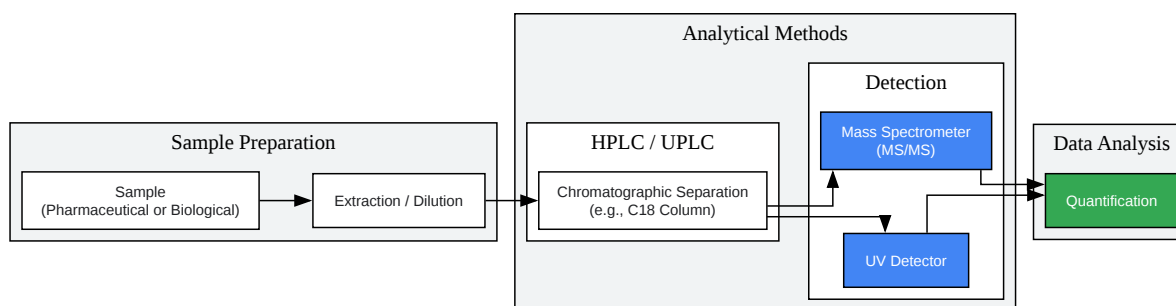 Analytical Methods
Sample Preparation
Sample
(Pharmaceutical or Biological)
Extraction / Dilution
HPLC / UPLC
Chromatographic Separation
(e.g., C18 Column)
Detection
Mass Spectrometer
(MS/MS)
UV Detector
Data Analysis
Quantification